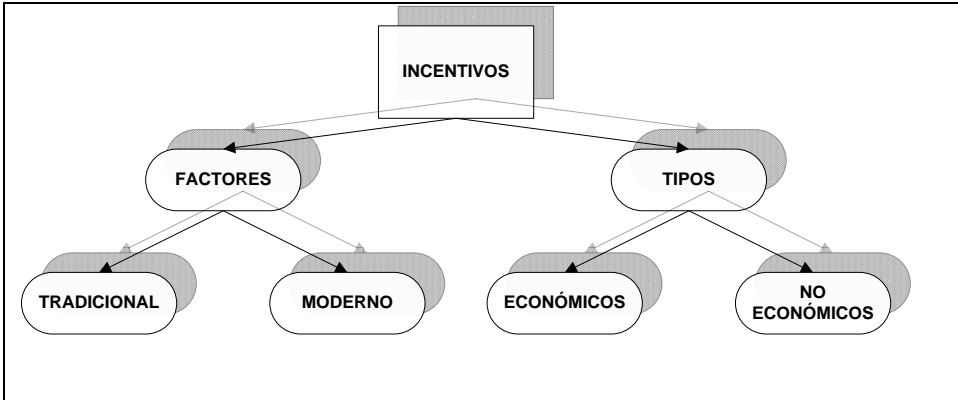 INCENTIVOS
FACTORES
TIPOS
TRADICIONAL
MODERNO
ECONÓMICOS
NO
ECONÓMICOS